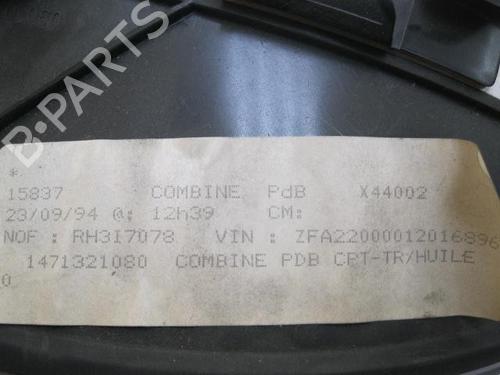 *
15837 COMBINE PdB X44002
23/09/94 @: 12h39 CM:
NOF : RH3I7078 VIN : ZFA22000012016896
1471321080 COMBINE PDB CPT-TR/HUILE
0
B-PARTS